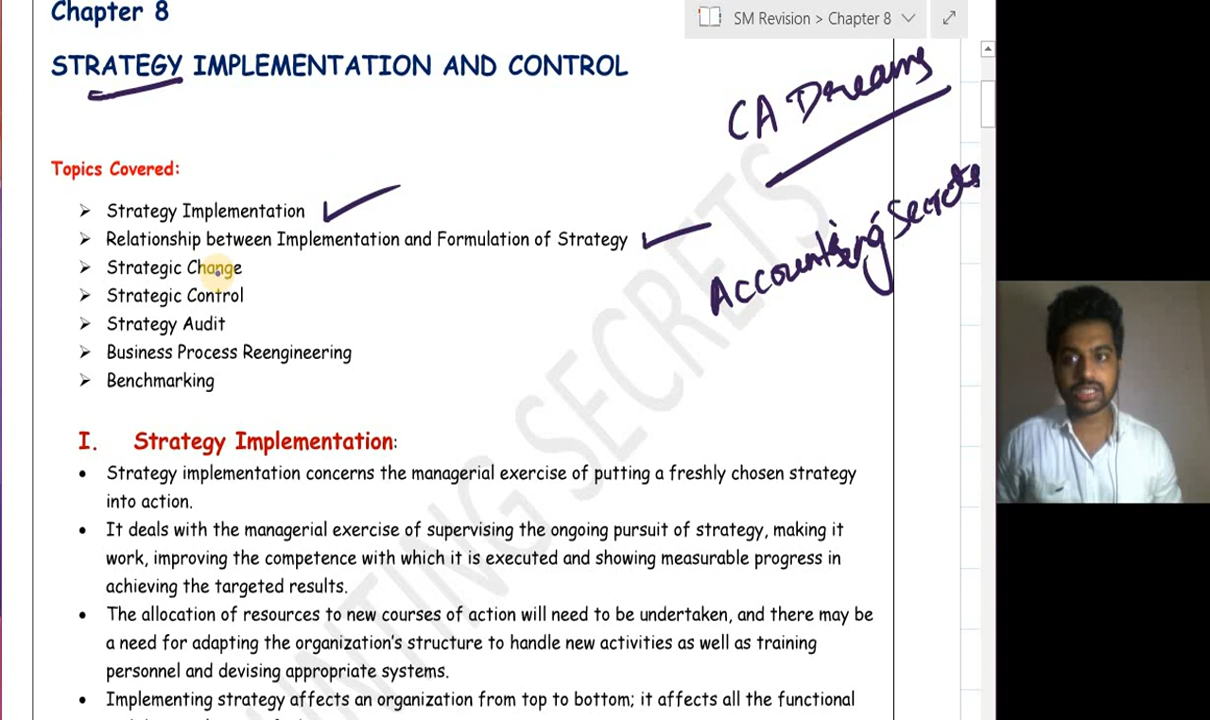 Chapter 8
SM Revision > Chapter 8
STRATEGY IMPLEMENTATION AND CONTROL
CA Dreams
Accounting Secrets
Topics Covered:
➢ Strategy Implementation
➢ Relationship between Implementation and Formulation of Strategy
➢ Strategic Change
➢ Strategic Control
➢ Strategy Audit
➢ Business Process Reengineering
➢ Benchmarking
I. Strategy Implementation:
• Strategy implementation concerns the managerial exercise of putting a freshly chosen strategy
into action.
• It deals with the managerial exercise of supervising the ongoing pursuit of strategy, making it
work, improving the competence with which it is executed and showing measurable progress in
achieving the targeted results.
• The allocation of resources to new courses of action will need to be undertaken, and there may be
a need for adapting the organization's structure to handle new activities as well as training
personnel and devising appropriate systems.
• Implementing strategy affects an organization from top to bottom; it affects all the functional
UNTING SECRETS